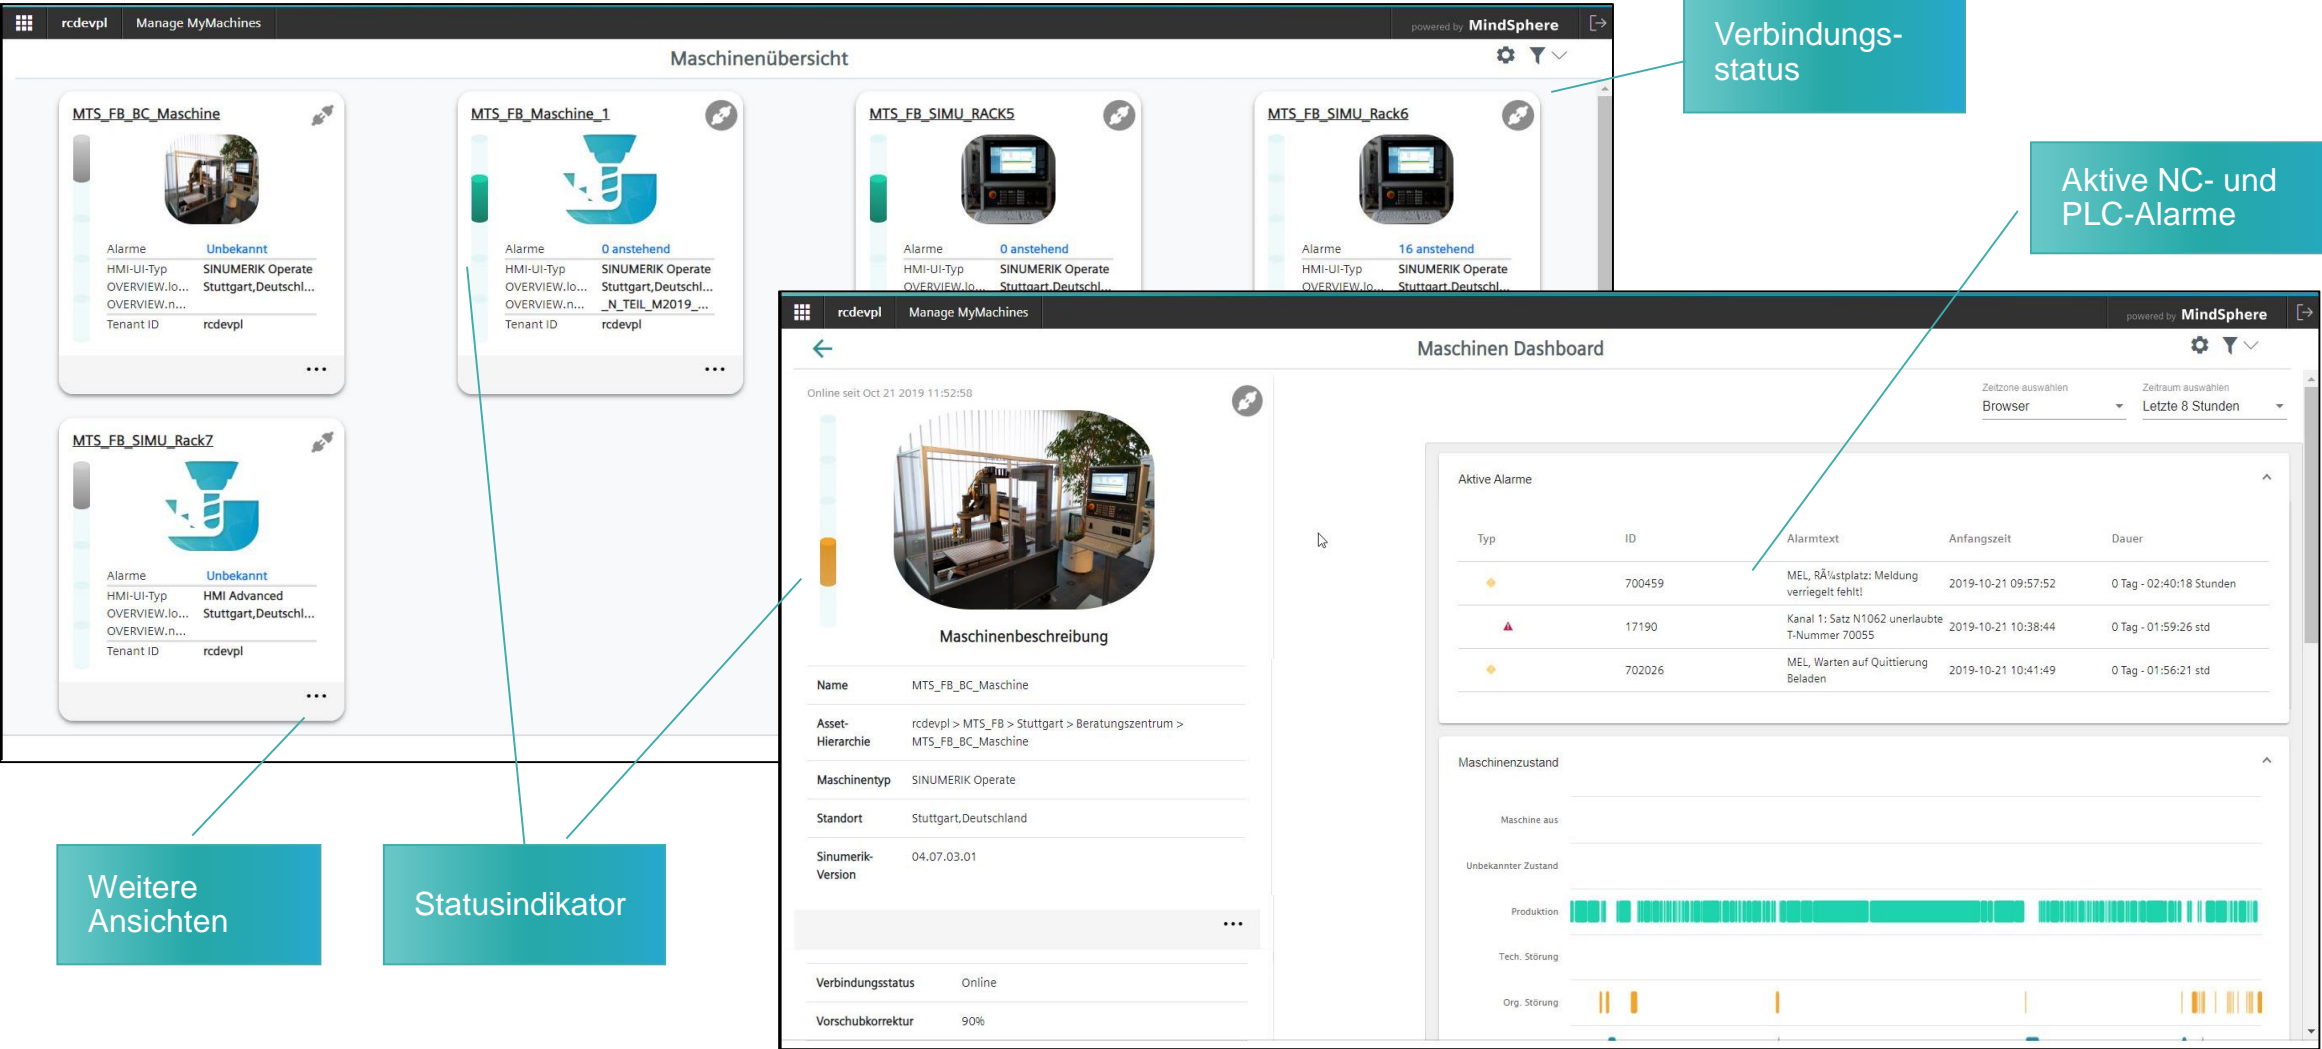 rcdevpl
Manage MyMachines
powered by MindSphere
Maschinenübersicht
Verbindungs-
status
MTS_FB_BC_Maschine
Alarme Unbekannt
HMI-UI-Typ SINUMERIK Operate
OVERVIEW.lo... Stuttgart,Deutschl...
OVERVIEW.n...
Tenant ID rcdevpl
...
MTS_FB_Maschine_1
Alarme 0 anstehend
HMI-UI-Typ SINUMERIK Operate
OVERVIEW.lo... Stuttgart,Deutschl...
OVERVIEW.n... _N_TEIL_M2019_...
Tenant ID rcdevpl
...
MTS_FB_SIMU_RACK5
Alarme 0 anstehend
HMI-UI-Typ SINUMERIK Operate
OVERVIEW.lo... Stuttgart,Deutschl...
MTS_FB_SIMU_Rack6
Alarme 16 anstehend
HMI-UI-Typ SINUMERIK Operate
OVERVIEW.lo... Stuttgart,Deutschl...
Aktive NC- und
PLC-Alarme
MTS_FB_SIMU_Rack7
Alarme Unbekannt
HMI-UI-Typ HMI Advanced
OVERVIEW.lo... Stuttgart,Deutschl...
OVERVIEW.n...
Tenant ID rcdevpl
...
Weitere
Ansichten
Statusindikator
rcdevpl
Manage MyMachines
powered by MindSphere
Maschinen Dashboard
Online seit Oct 21 2019 11:52:58
Zeitzone auswählen
Browser
Zeitraum auswählen
Letzte 8 Stunden
Maschinenbeschreibung
Name MTS_FB_BC_Maschine
Asset- rcdevpl > MTS_FB > Stuttgart > Beratungszentrum >
Hierarchie MTS_FB_BC_Maschine
Maschinentyp SINUMERIK Operate
Standort Stuttgart,Deutschland
Sinumerik- 04.07.03.01
Version
...
Verbindungsstatus Online
Vorschubkorrektur 90%
Aktive Alarme
Typ ID Alarmtext Anfangszeit Dauer
700459 MEL, RÃ¼stplatz: Meldung 2019-10-21 09:57:52 0 Tag - 02:40:18 Stunden
verriegelt fehlt!
17190 Kanal 1: Satz N1062 unerlaubte 2019-10-21 10:38:44 0 Tag - 01:59:26 std
T-Nummer 70055
702026 MEL, Warten auf Quittierung 2019-10-21 10:41:49 0 Tag - 01:56:21 std
Beladen
Maschinenzustand
Maschine aus
Unbekannter Zustand
Produktion
Tech. Störung
Org. Störung